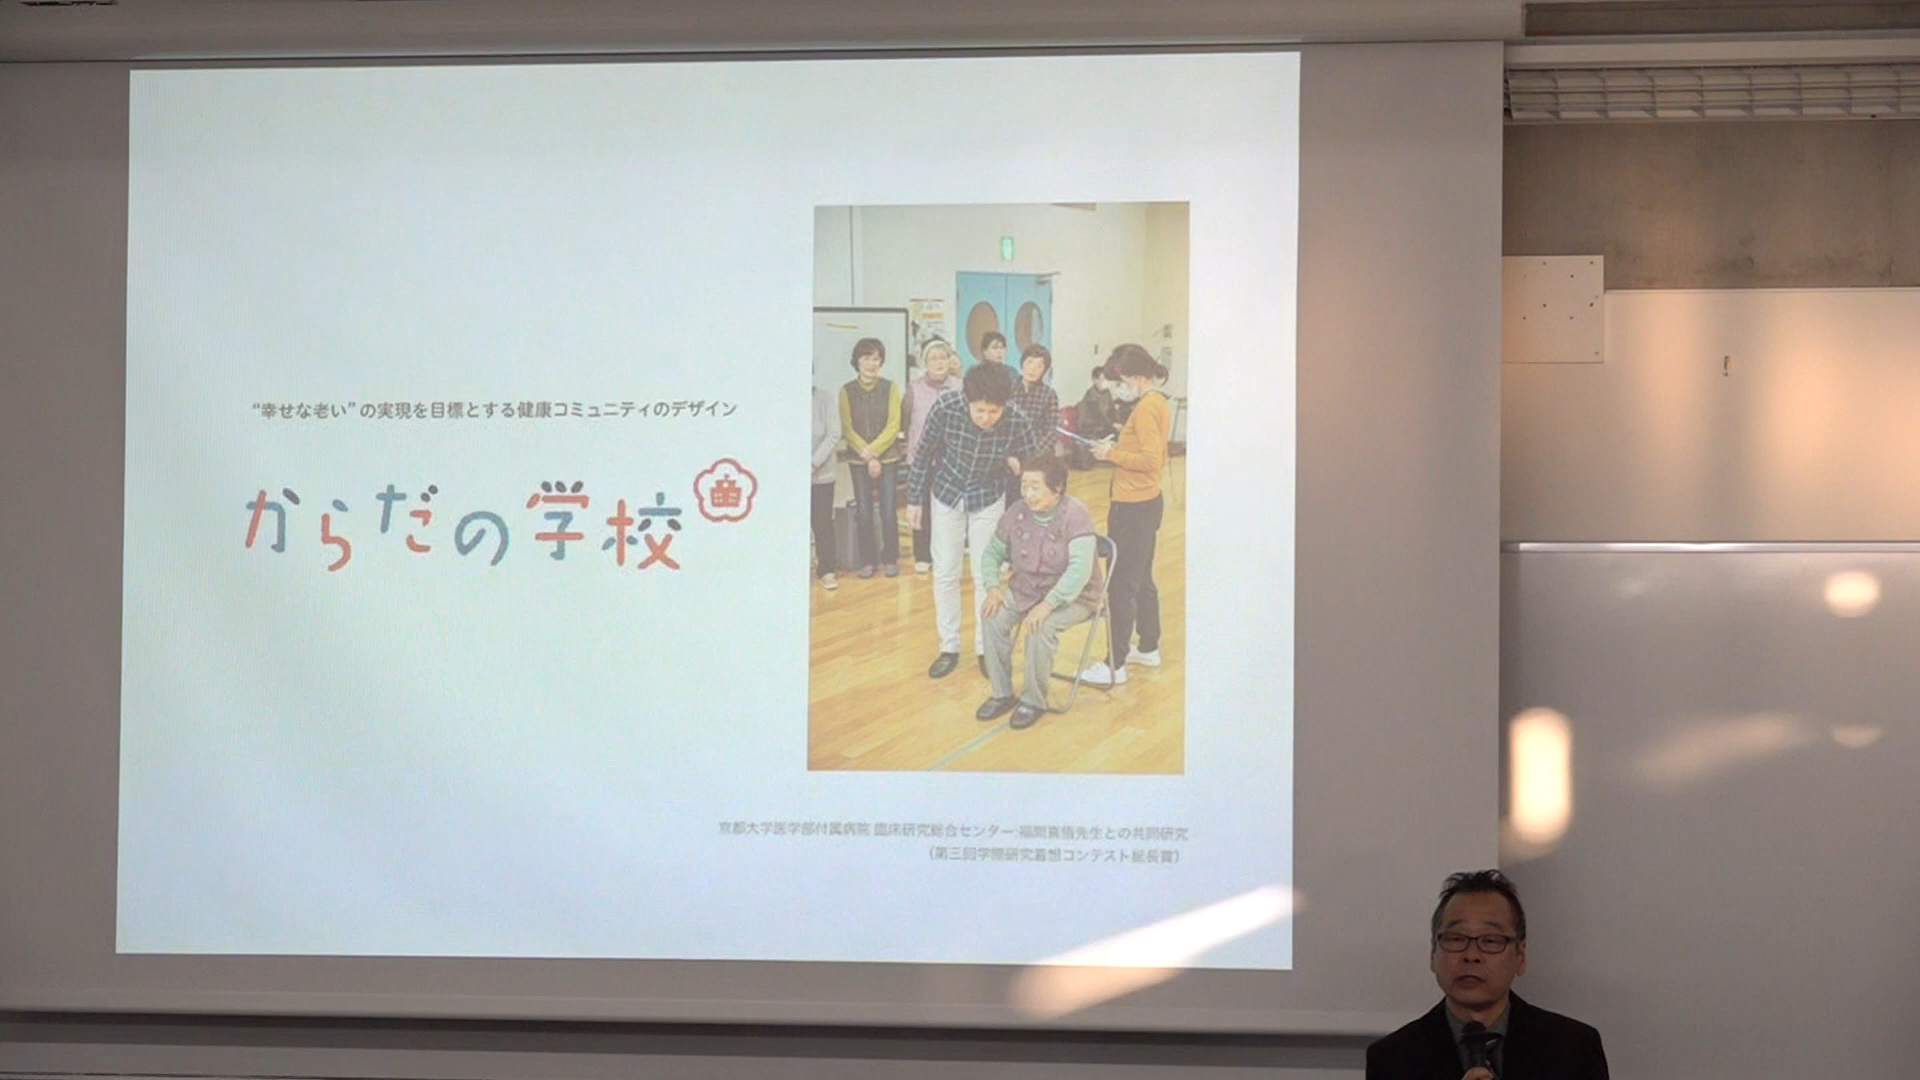 “幸せな老い” の実現を目標とする健康コミュニティのデザイン
からだの学校
京都大学医学部付属病院 臨床研究総合センター 福間真悟先生との共同研究
（第三回学際研究着想コンテスト総長賞）